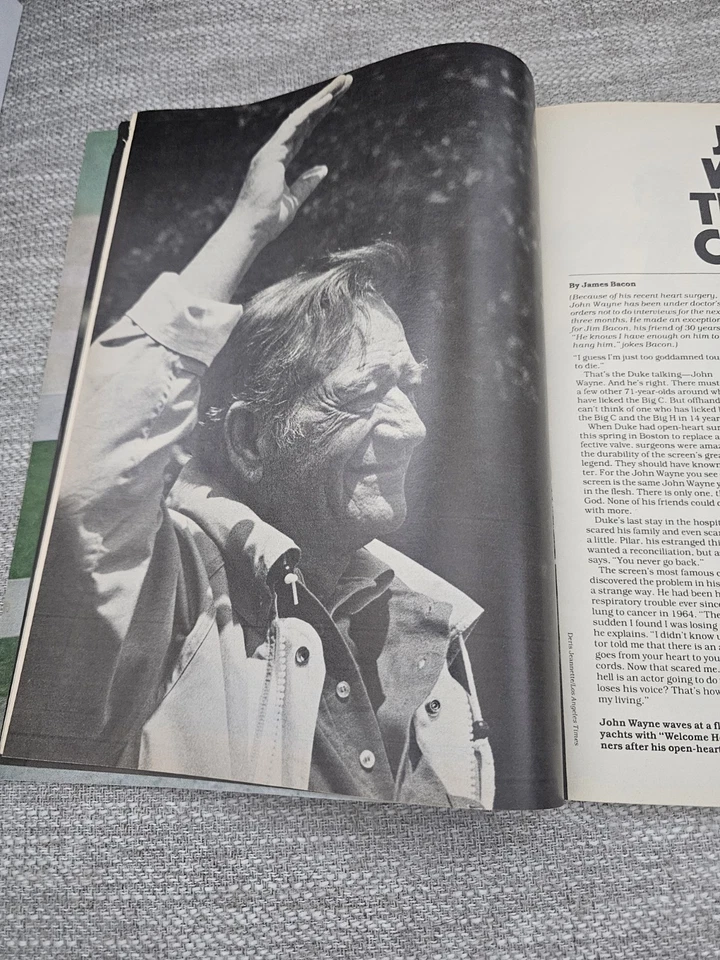 J
W
T
C
By James Bacon
(Because of his recent heart surgery,
John Wayne has been under doctor's
orders not to do interviews for the nex
three months. He made an exception
for Jim Bacon, his friend of 30 years
"He knows I have enough on him to
hang him," jokes Bacon.)
"I guess I'm just too goddamned tou
to die."
That's the Duke talking—John
Wayne. And he's right. There must
a few other 71-year-olds around wh
have licked the Big C. But offhand
can't think of one who has licked b
the Big C and the Big H in 14 year
When Duke had open-heart sur
this spring in Boston to replace a
fective valve, surgeons were amaz
the durability of the screen's grea
legend. They should have known
ter. For the John Wayne you see
screen is the same John Wayne y
in the flesh. There is only one, t
God. None of his friends could c
with more.
Duke's last stay in the hospit
scared his family and even scar
a little. Pilar, his estranged thi
wanted a reconciliation, but a
says, "You never go back."
The screen's most famous c
discovered the problem in his
a strange way. He had been h
respiratory trouble ever sinc
lung to cancer in 1964. "The
sudden I found I was losing
he explains. "I didn't know u
tor told me that there is an a
goes from your heart to you
cords. Now that scared me.
hell is an actor going to do
loses his voice? That's how
my living."
John Wayne waves at a fl
yachts with "Welcome Ho
ners after his open-heart
Jeannette/Los Angeles Times